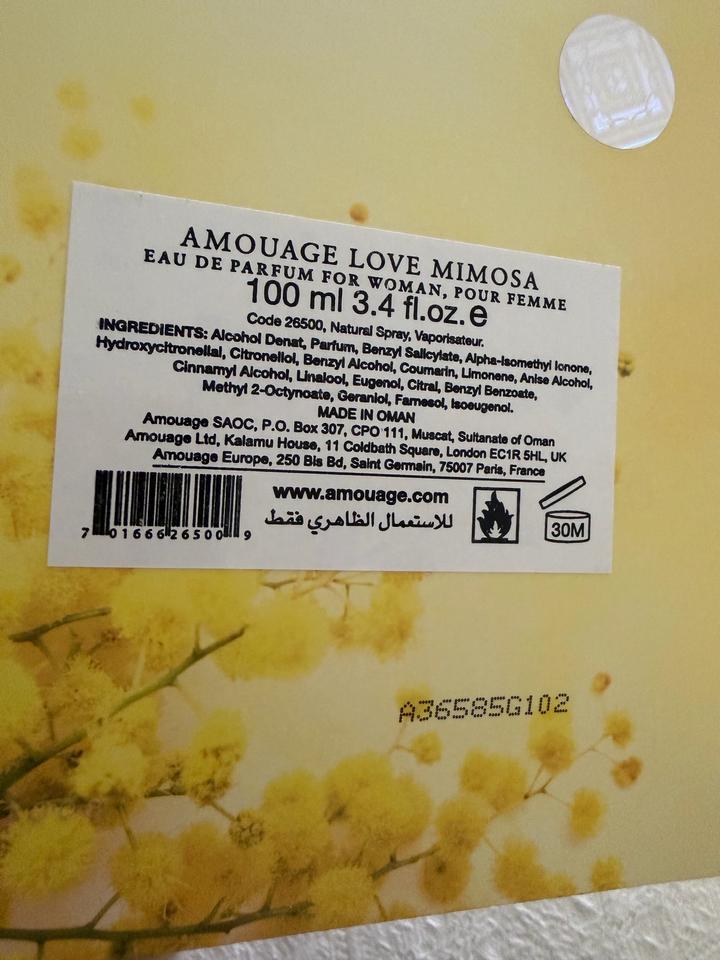 AMOUAGE LOVE MIMOSA
EAU DE PARFUM FOR WOMAN, POUR FEMME
100 ml 3.4 fl.oz. e
Code 26500, Natural Spray, Vaporisateur.
INGREDIENTS: Alcohol Denat, Parfum, Benzyl Salicylate, Alpha-Isomethyl Ionone,
Hydroxycitronellal, Citronellol, Benzyl Alcohol, Coumarin, Limonene, Anise Alcohol,
Cinnamyl Alcohol, Linalool, Eugenol, Citral, Benzyl Benzoate,
Methyl 2-Octynoate, Geraniol, Farnesol, Isoeugenol.
MADE IN OMAN
Amouage SAOC, P.O. Box 307, CPO 111, Muscat, Sultanate of Oman
Amouage Ltd, Kalamu House, 11 Coldbath Square, London EC1R 5HL, UK
Amouage Europe, 250 Bis Bd, Saint Germain, 75007 Paris, France
www.amouage.com
للاستعمال الظاهري فقط
30M
7 01666 26500 9
A36585G102